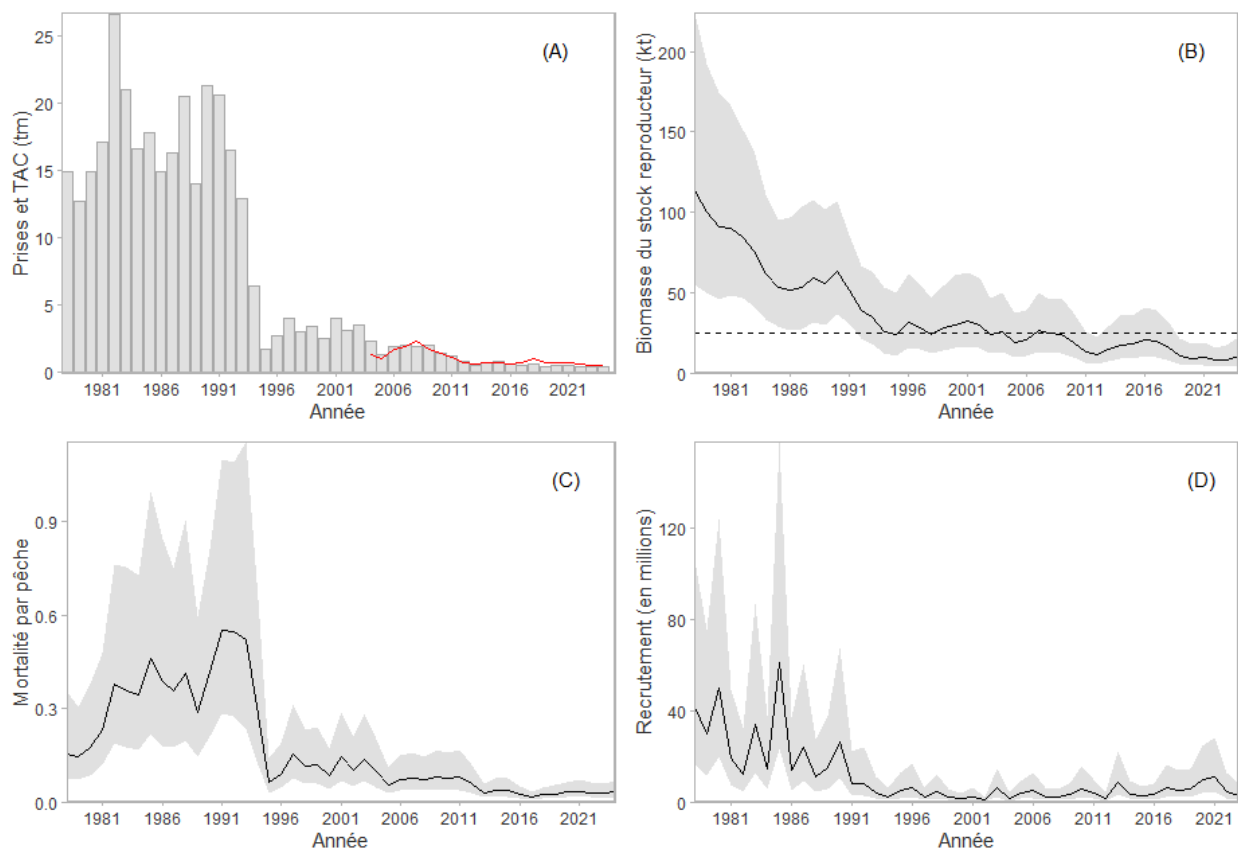 (A)
Prises et TAC (tm)
25
20
15
10
5
0
1981 1986 1991 1996 2001 2006 2011 2016 2021
Année
(B)
Biomasse du stock reproducteur (kt)
200
150
100
50
0
1981 1986 1991 1996 2001 2006 2011 2016 2021
Année
(C)
Mortalité par pêche
0.9
0.6
0.3
0.0
1981 1986 1991 1996 2001 2006 2011 2016 2021
Année
(D)
Recrutement (en millions)
120
80
40
0
1981 1986 1991 1996 2001 2006 2011 2016 2021
Année